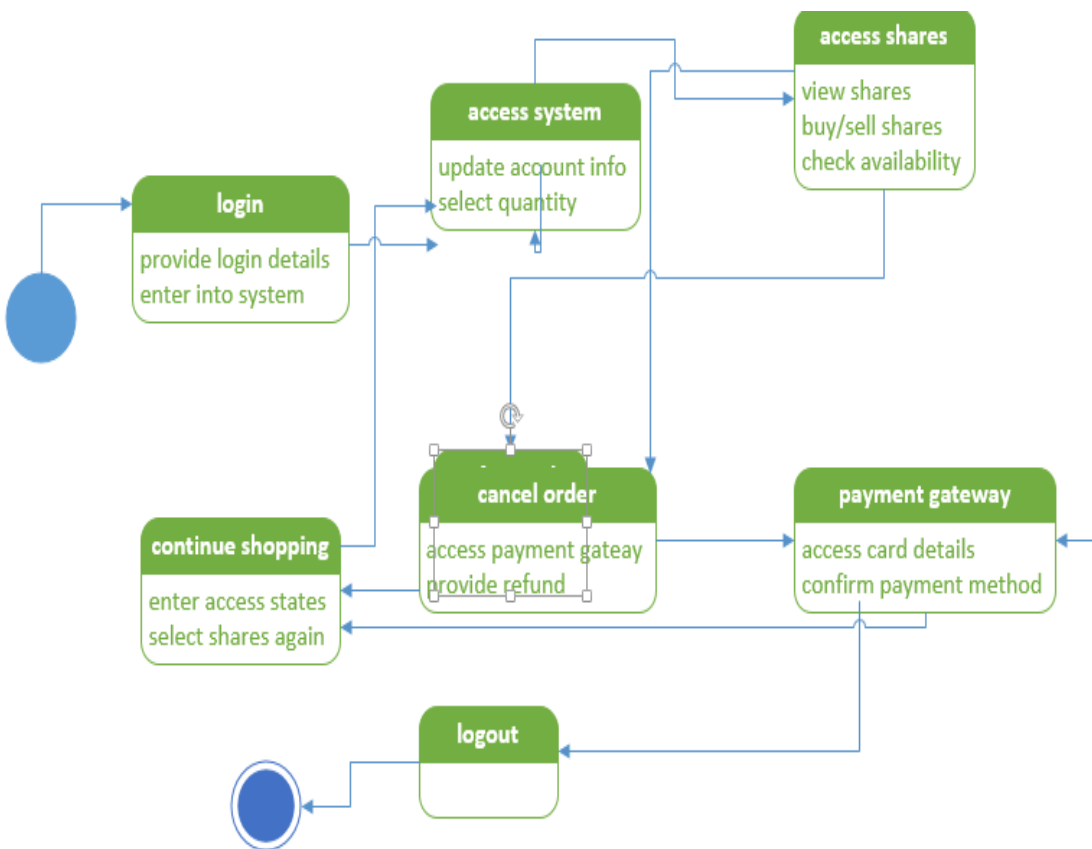 access shares
view shares
buy/sell shares
check availability
access system
update account info
select quantity
login
provide login details
enter into system
cancel order
access payment gateay
provide refund
payment gateway
access card details
confirm payment method
continue shopping
enter access states
select shares again
logout